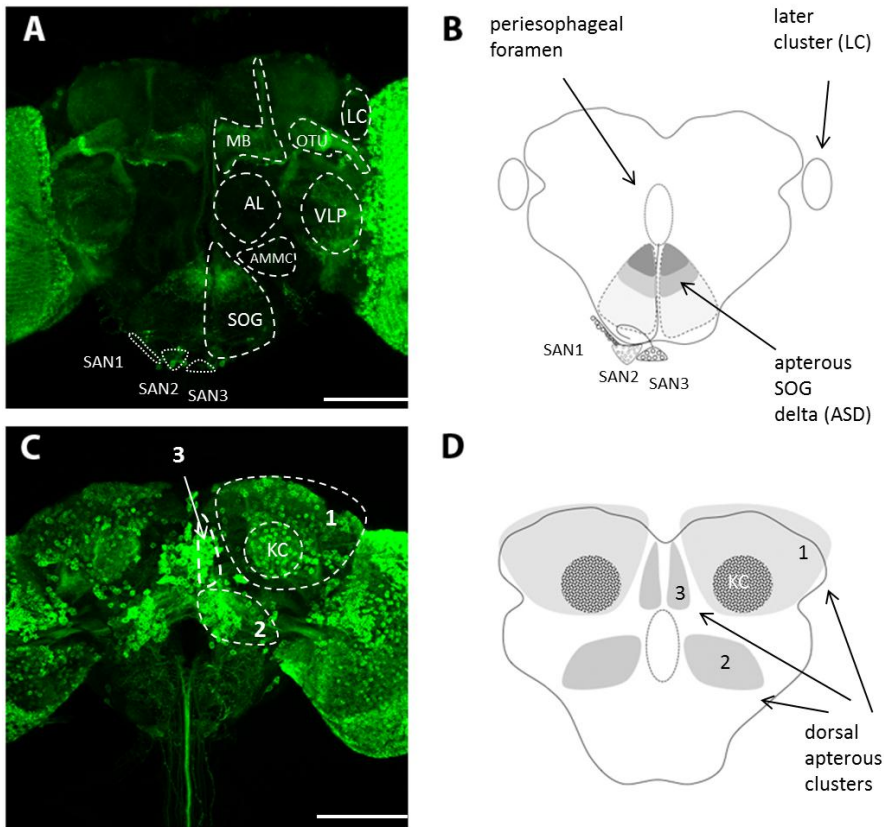 A
MB
OTU
LC
AL
VLP
AMMC
SOG
SAN1
SAN2
SAN3
B
periesophageal
foramen
later
cluster (LC)
SAN1
SAN2
SAN3
apterous
SOG
delta (ASD)
C
3
1
KC
2
D
1
KC
3
2
dorsal
apterous
clusters